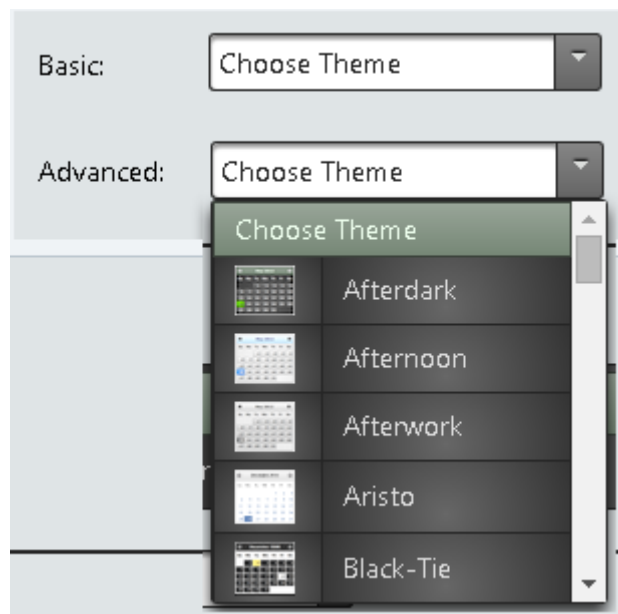 Basic: Choose Theme
Advanced: Choose Theme
Choose Theme
Afterdark
Afternoon
Afterwork
Aristo
Black-Tie